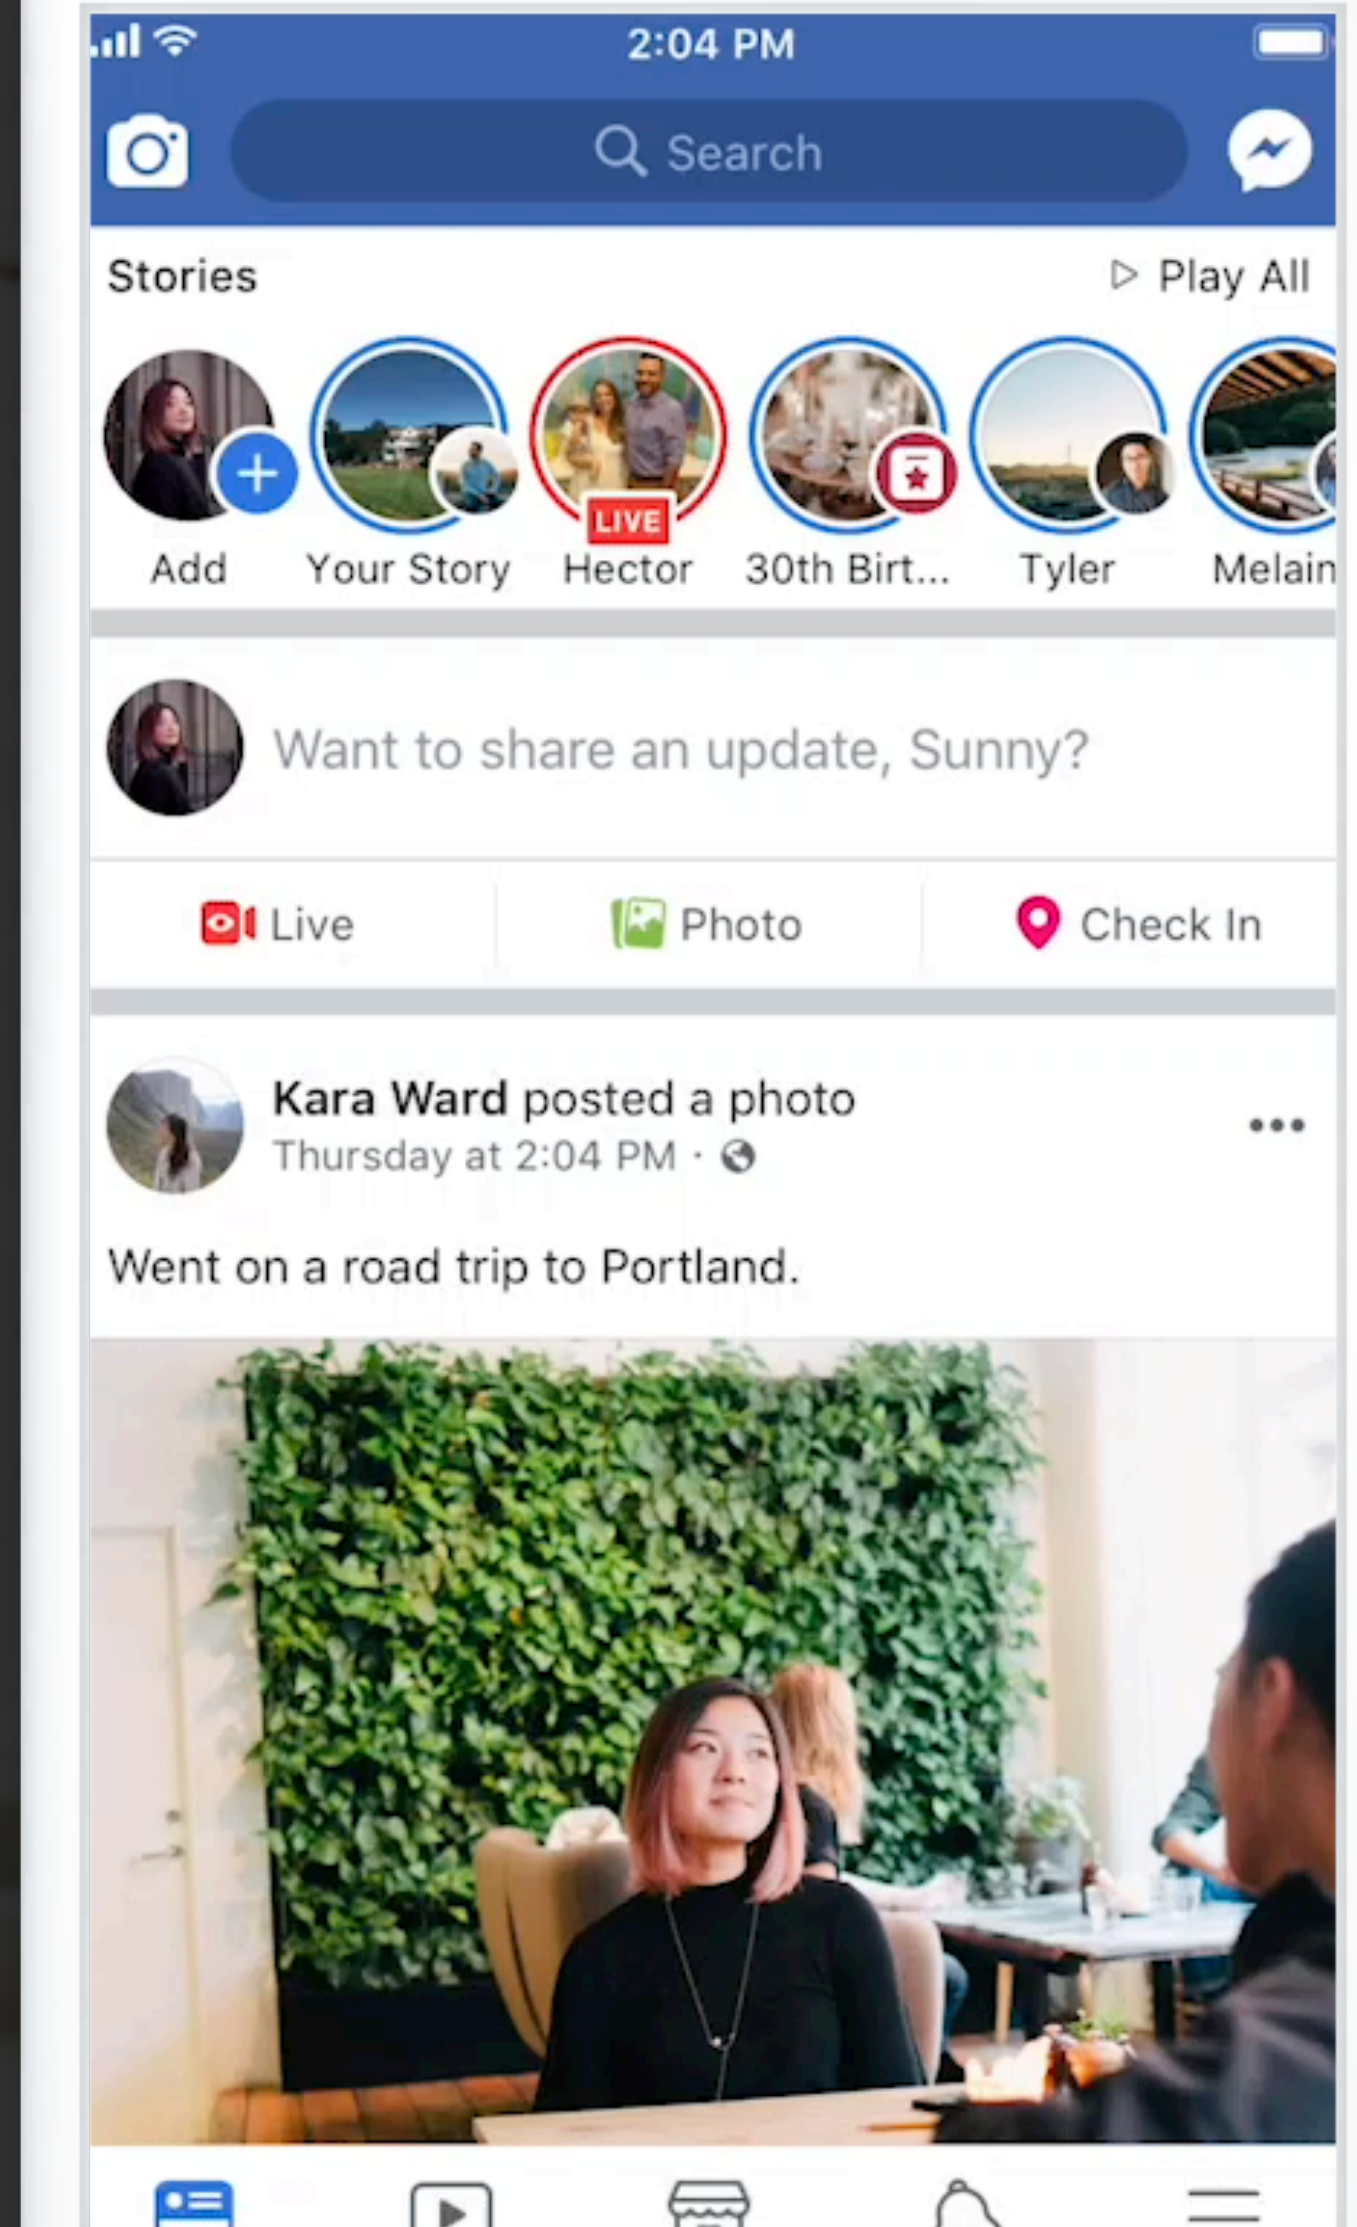 2:04 PM
Search
Stories
Play All
LIVE
Add
Your Story
Hector
30th Birt...
Tyler
Melain
Want to share an update, Sunny?
Live
Photo
Check In
Kara Ward posted a photo
Thursday at 2:04 PM ·
Went on a road trip to Portland.